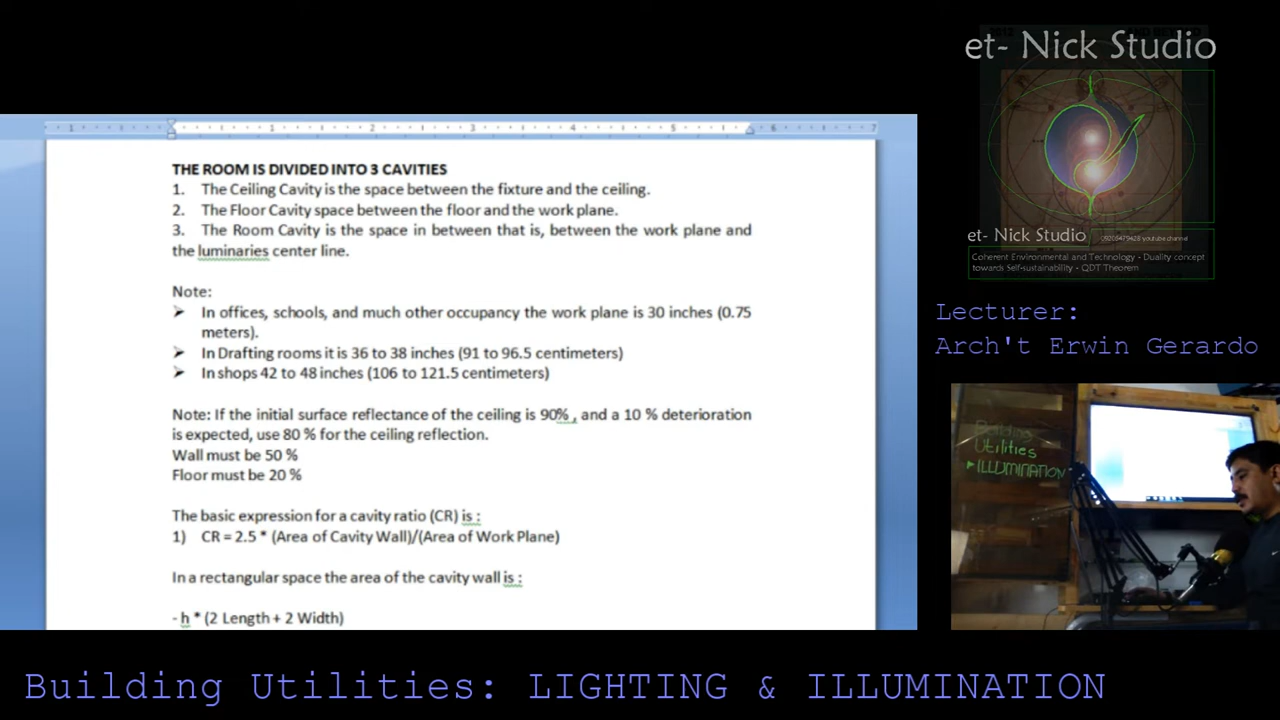 et- Nick Studio
THE ROOM IS DIVIDED INTO 3 CAVITIES
1. The Ceiling Cavity is the space between the fixture and the ceiling.
2. The Floor Cavity space between the floor and the work plane.
3. The Room Cavity is the space in between that is, between the work plane and
the luminaries center line.
Note:
➢ In offices, schools, and much other occupancy the work plane is 30 inches (0.75
meters).
➢ In Drafting rooms it is 36 to 38 inches (91 to 96.5 centimeters)
➢ In shops 42 to 48 inches (106 to 121.5 centimeters)
Note: If the initial surface reflectance of the ceiling is 90% , and a 10 % deterioration
is expected, use 80 % for the ceiling reflection.
Wall must be 50 %
Floor must be 20 %
The basic expression for a cavity ratio (CR) is :
1) CR = 2.5 * (Area of Cavity Wall)/(Area of Work Plane)
In a rectangular space the area of the cavity wall is :
- h * (2 Length + 2 Width)
et- Nick Studio
youtube channel
Coherent Environmental and Technology - Duality concept
towards Self-sustainability - QDT Theorem
Lecturer:
Arch't Erwin Gerardo
Building
Utilities
▸ ILLUMINATION
Building Utilities: LIGHTING & ILLUMINATION